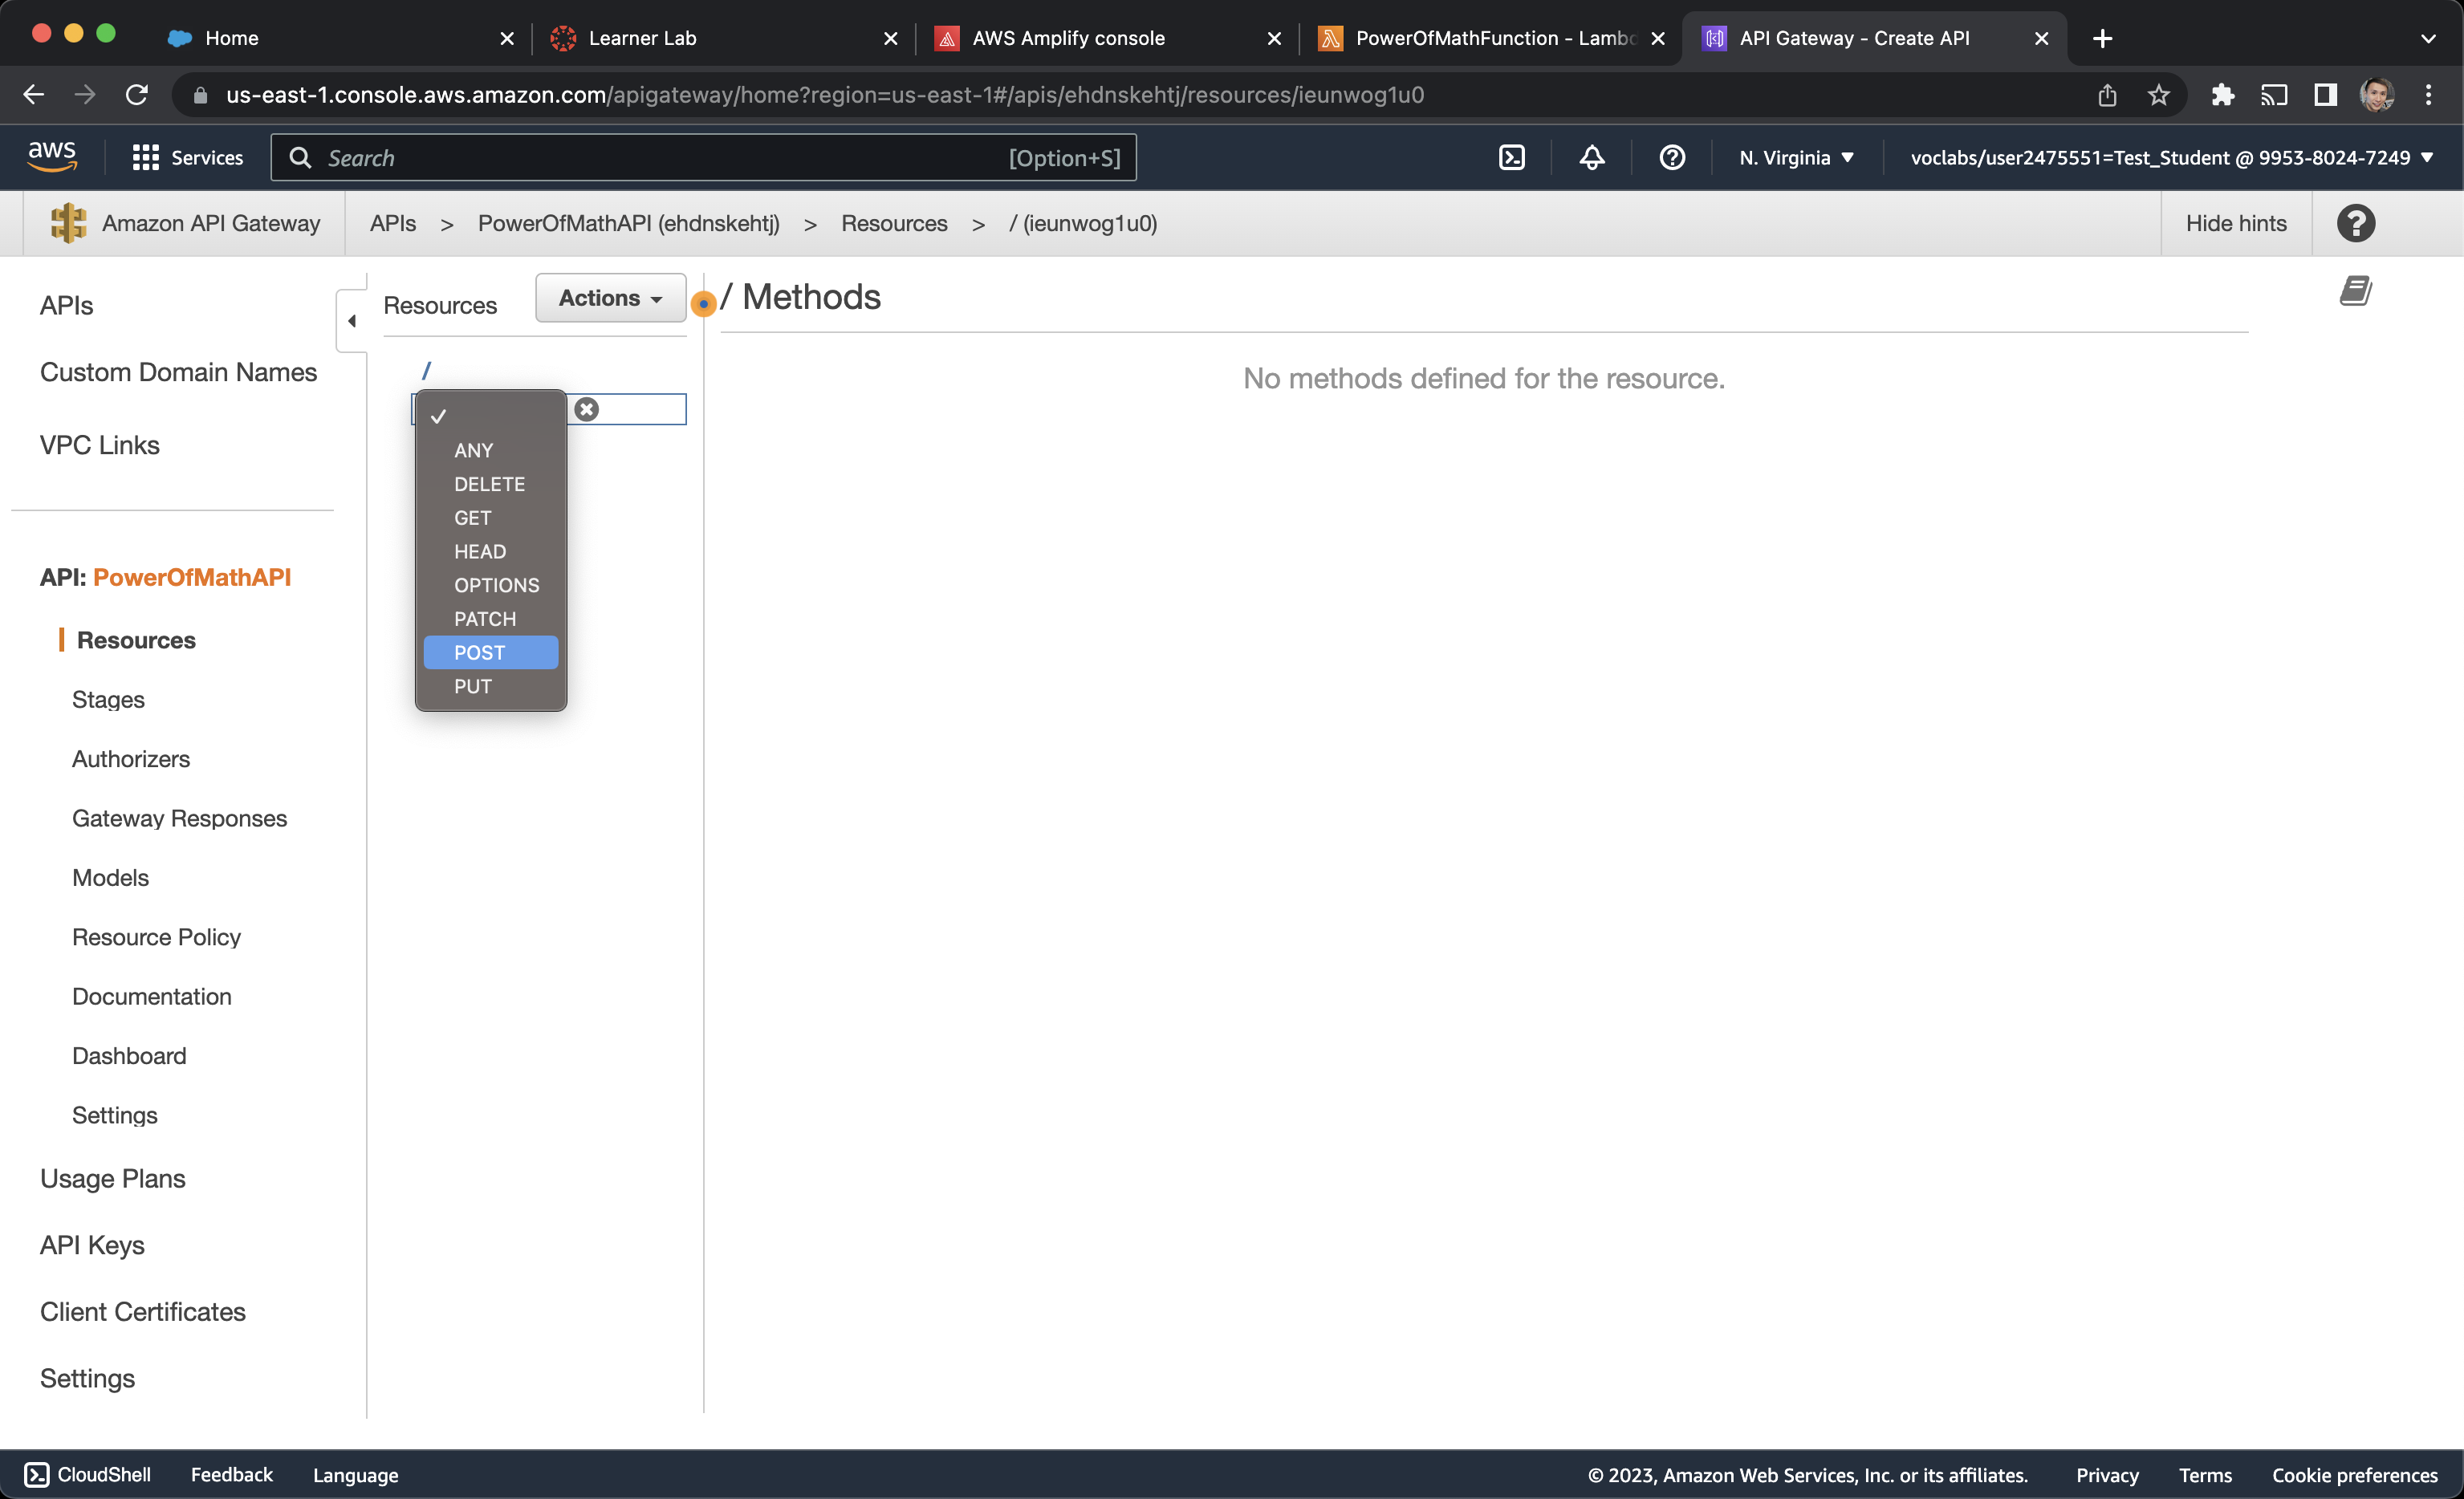 Home
Learner Lab
AWS Amplify console
PowerOfMathFunction - Lambd
API Gateway - Create API
us-east-1.console.aws.amazon.com/apigateway/home?region=us-east-1#/apis/ehdnskehtj/resources/ieunwog1u0
aws
Services
Search
[Option+S]
N. Virginia
voclabs/user2475551=Test_Student @ 9953-8024-7249
Amazon API Gateway
APIs > PowerOfMathAPI (ehdnskehtj) > Resources > / (ieunwog1u0)
Hide hints
APIs
Custom Domain Names
VPC Links
API: PowerOfMathAPI
Resources
Stages
Authorizers
Gateway Responses
Models
Resource Policy
Documentation
Dashboard
Settings
Usage Plans
API Keys
Client Certificates
Settings
Resources
Actions
/
ANY
DELETE
GET
HEAD
OPTIONS
PATCH
POST
PUT
/ Methods
No methods defined for the resource.
CloudShell
Feedback
Language
© 2023, Amazon Web Services, Inc. or its affiliates.
Privacy
Terms
Cookie preferences